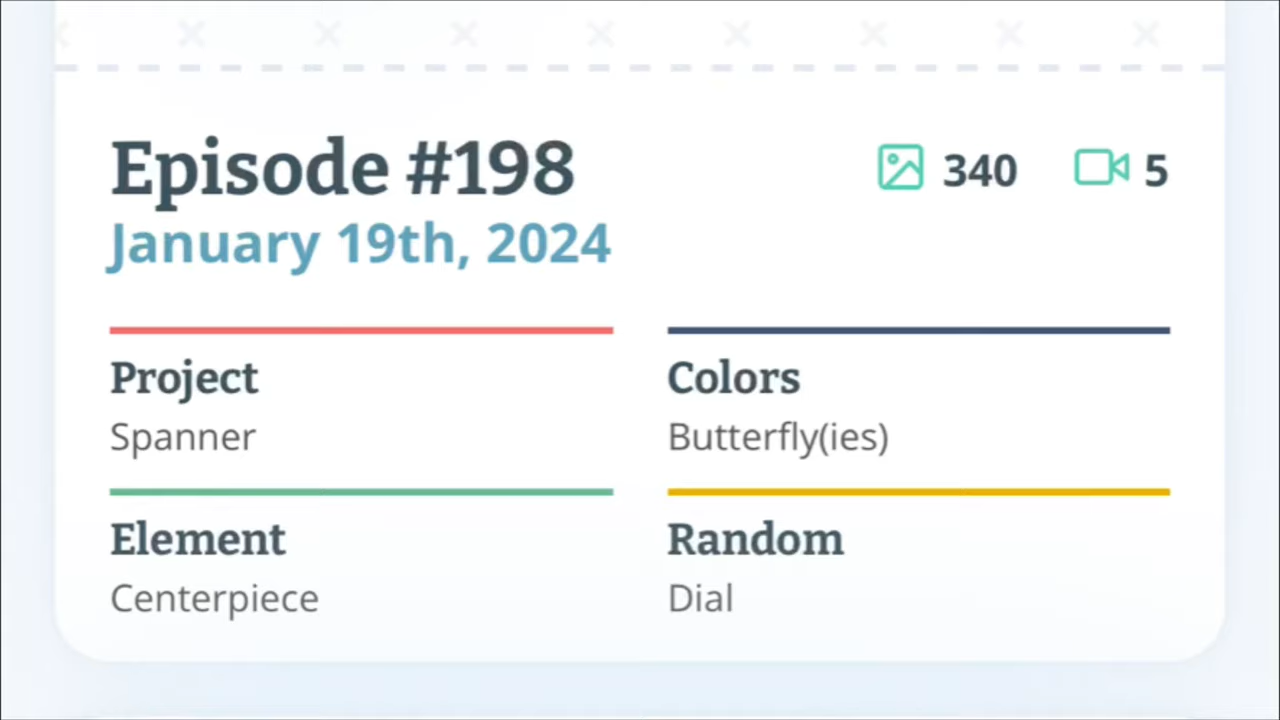 Episode #198
340
5
January 19th, 2024
Project
Spanner
Colors
Butterfly(ies)
Element
Centerpiece
Random
Dial